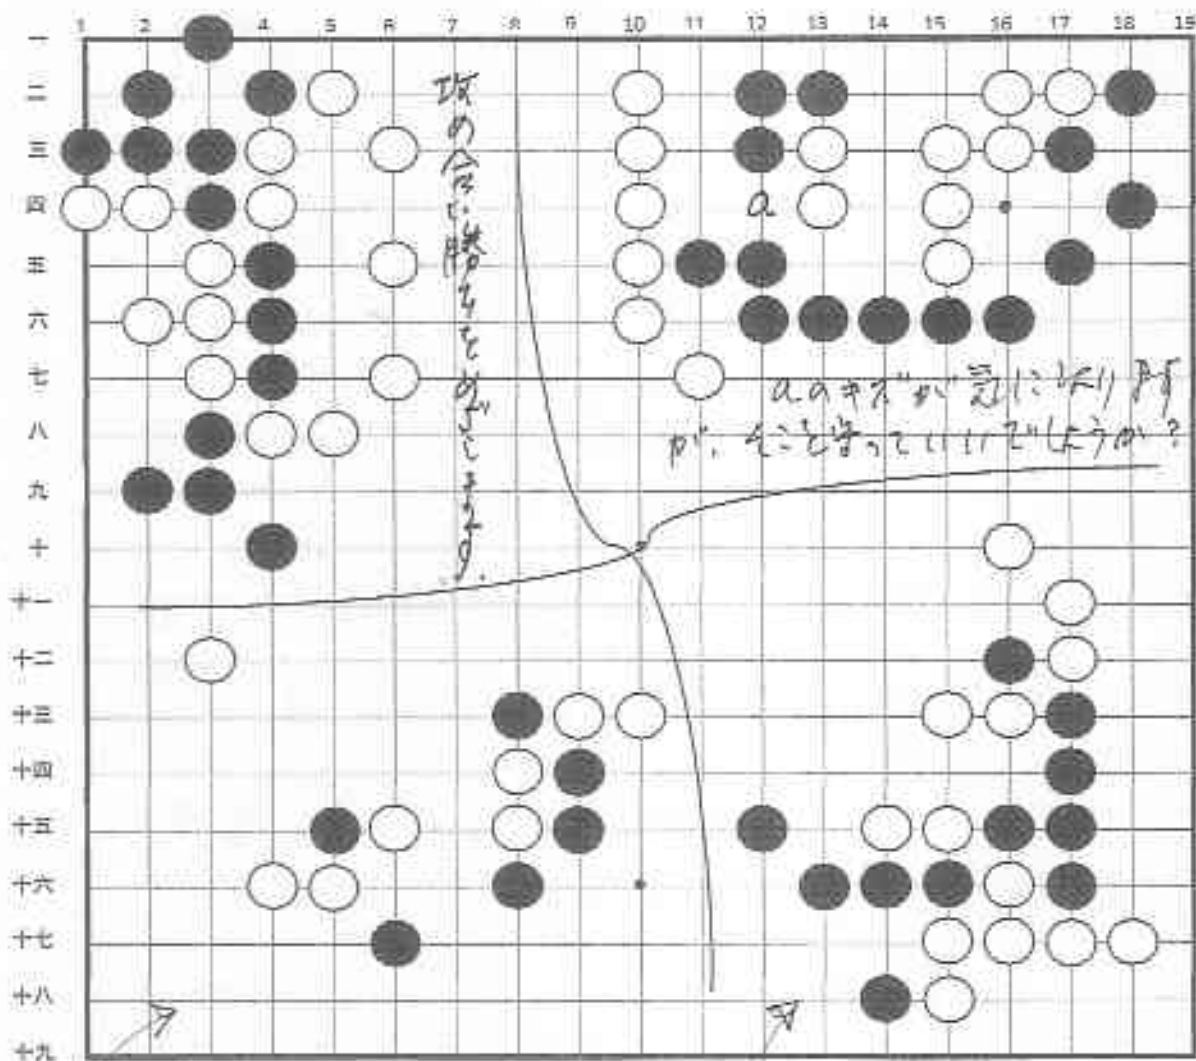 1 2 4 5 6 7 8 9 10 11 12 13 14 15 16 17 18 19
一
二
三
四
五
六
七
八
九
十
十一
十二
十三
十四
十五
十六
十七
十八
十九
攻め合い勝ちをめざします。
a
aのキズが気になります
が、そこを守っていいでしょうか?